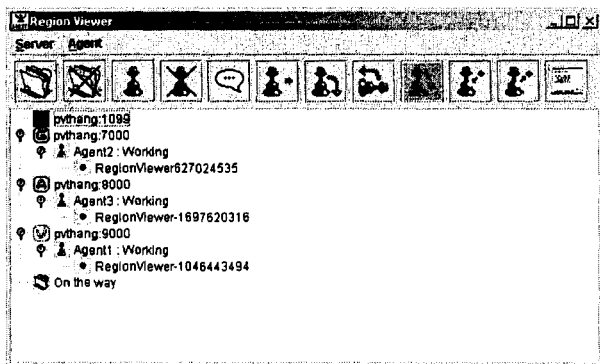 Region Viewer
Server Agent
pvthang:1099
pvthang:7000
Agent2 : Working
RegionViewer627024535
pvthang:8000
Agent3 : Working
RegionViewer-1697620316
pvthang:9000
Agent1 : Working
RegionViewer-1046443494
On the way